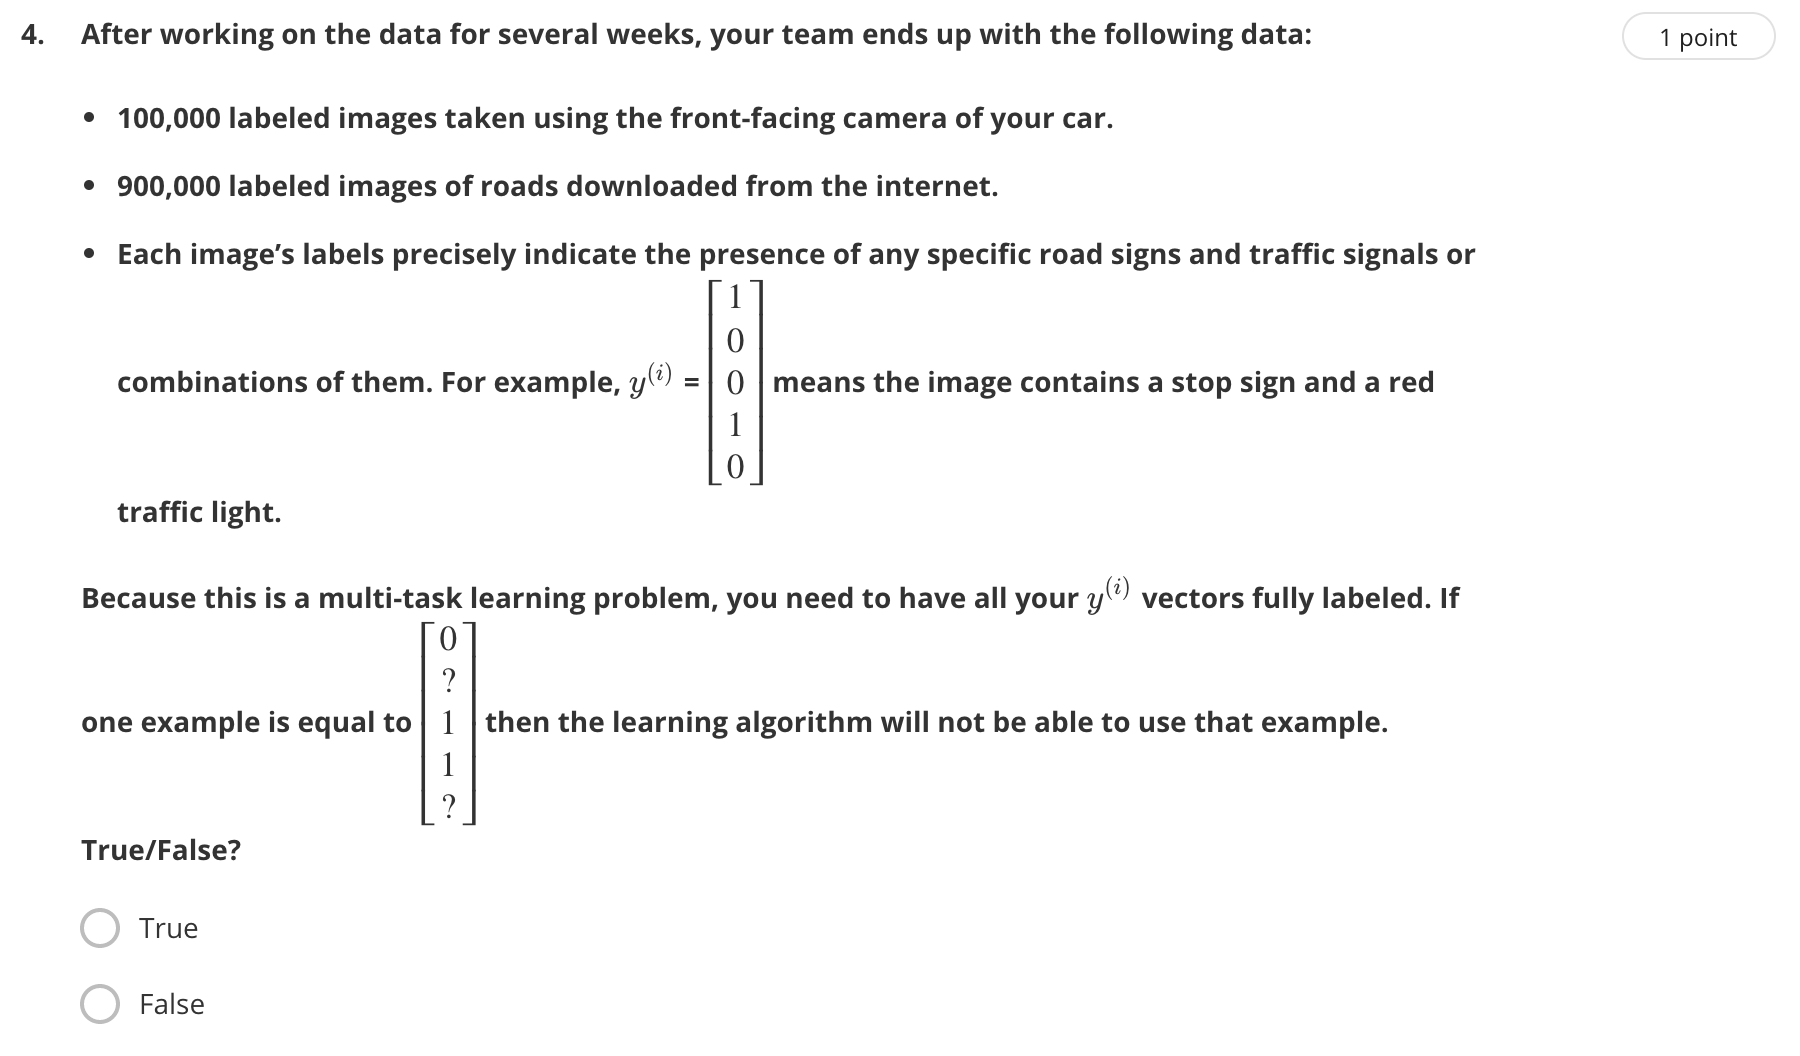 4. After working on the data for several weeks, your team ends up with the following data:
1 point
• 100,000 labeled images taken using the front-facing camera of your car.
• 900,000 labeled images of roads downloaded from the internet.
• Each image’s labels precisely indicate the presence of any specific road signs and traffic signals or
combinations of them. For example, y^(i) = [1 0 0 1 0] means the image contains a stop sign and a red
traffic light.
Because this is a multi-task learning problem, you need to have all your y^(i) vectors fully labeled. If
one example is equal to [0 ? 1 1 ?] then the learning algorithm will not be able to use that example.
True/False?
True
False